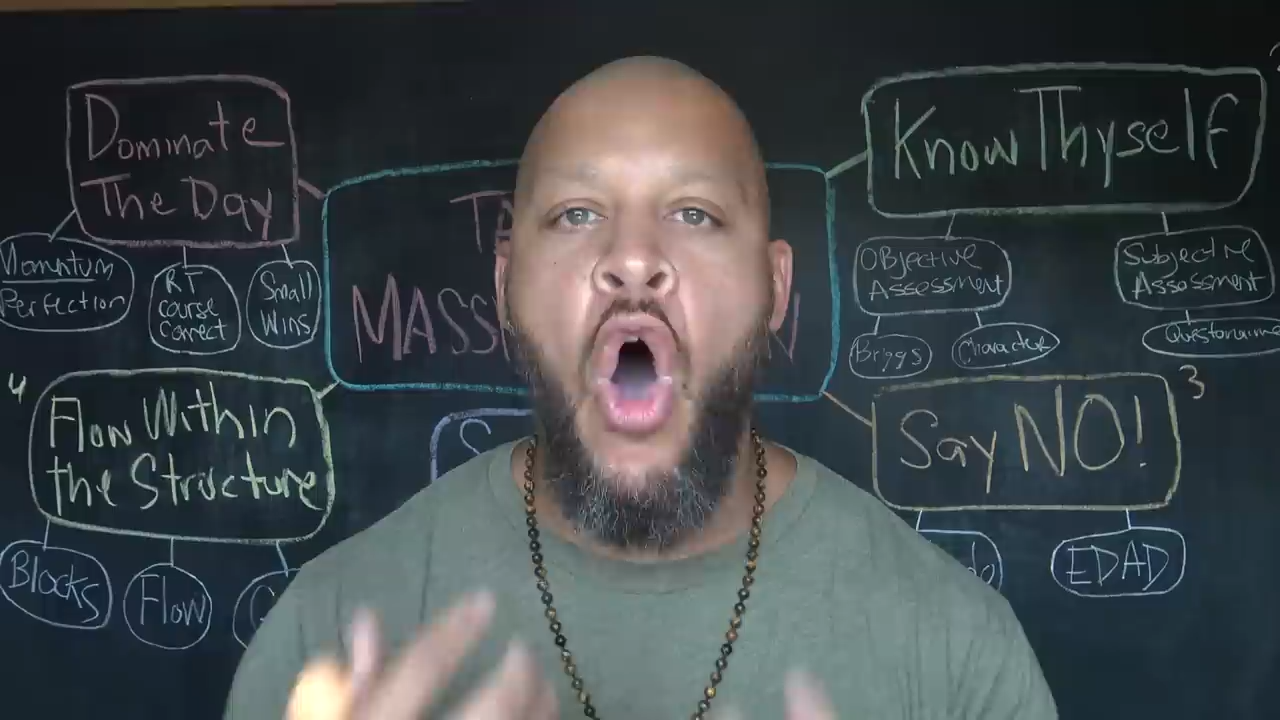 Dominate
The Day
Momentum
Perfection
RT
course
correct
Small
Wins
Know Thyself
OBjective
Assessment
Subjective
Assessment
Briggs
Character
4
Flow Within
the Structure
Blocks
Flow
MASS
N
3
Say NO!
EDAD